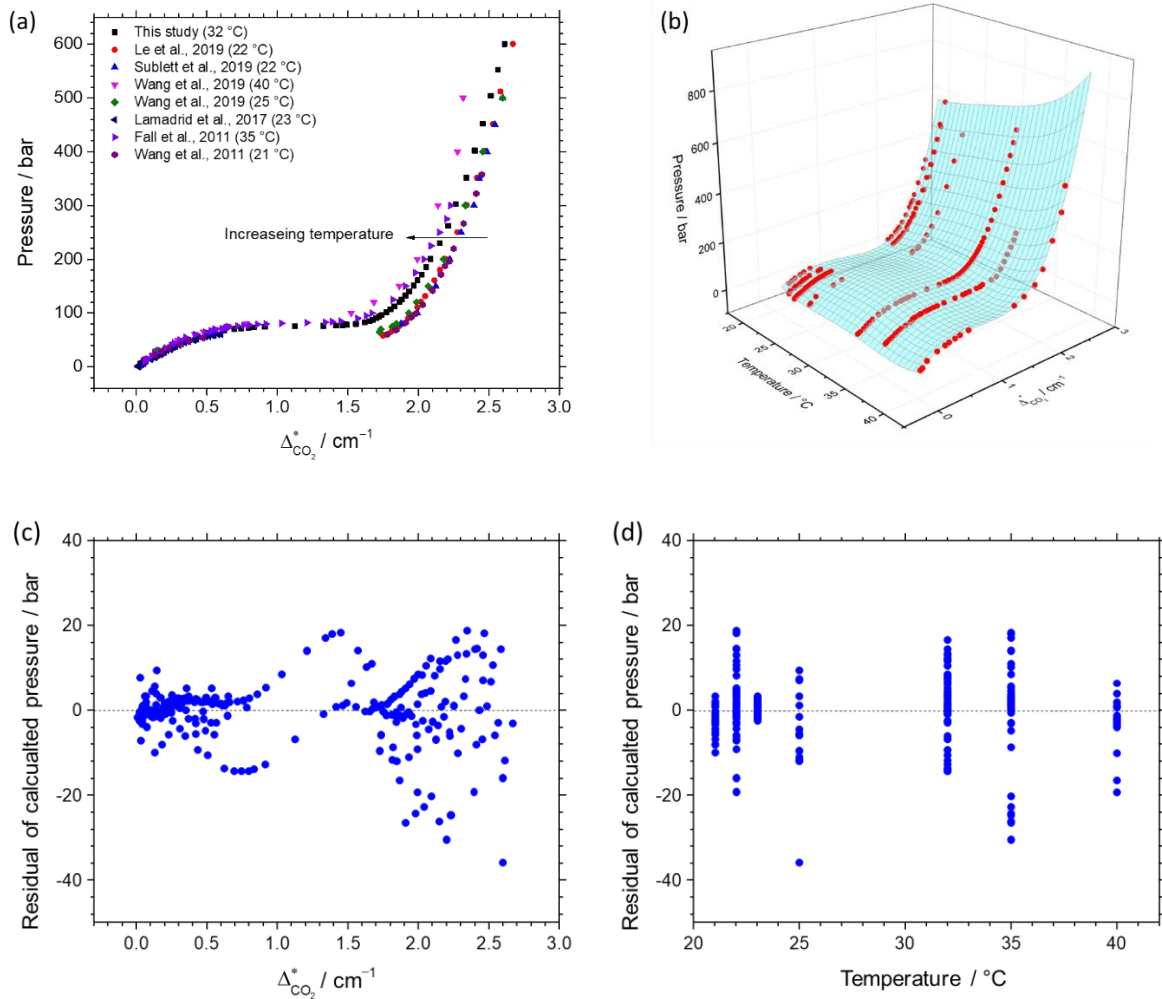 (a)
This study (32 °C)
Le et al., 2019 (22 °C)
Sublett et al., 2019 (22 °C)
Wang et al., 2019 (40 °C)
Wang et al., 2019 (25 °C)
Lamadrid et al., 2017 (23 °C)
Fall et al., 2011 (35 °C)
Wang et al., 2011 (21 °C)
Increaseing temperature
600
500
400
300
200
100
0
Pressure / bar
0.0 0.5 1.0 1.5 2.0 2.5 3.0
Δ*CO2 / cm−1
(b)
800
600
400
200
0
Pressure / bar
20 25 30 35 40
Temperature / °C
0 1 2 3
Δ*CO2 / cm-1
(c)
40
20
0
-20
-40
Residual of calcualted pressure / bar
0.0 0.5 1.0 1.5 2.0 2.5 3.0
Δ*CO2 / cm−1
(d)
40
20
0
-20
-40
Residual of calcualted pressure / bar
20 25 30 35 40
Temperature / °C